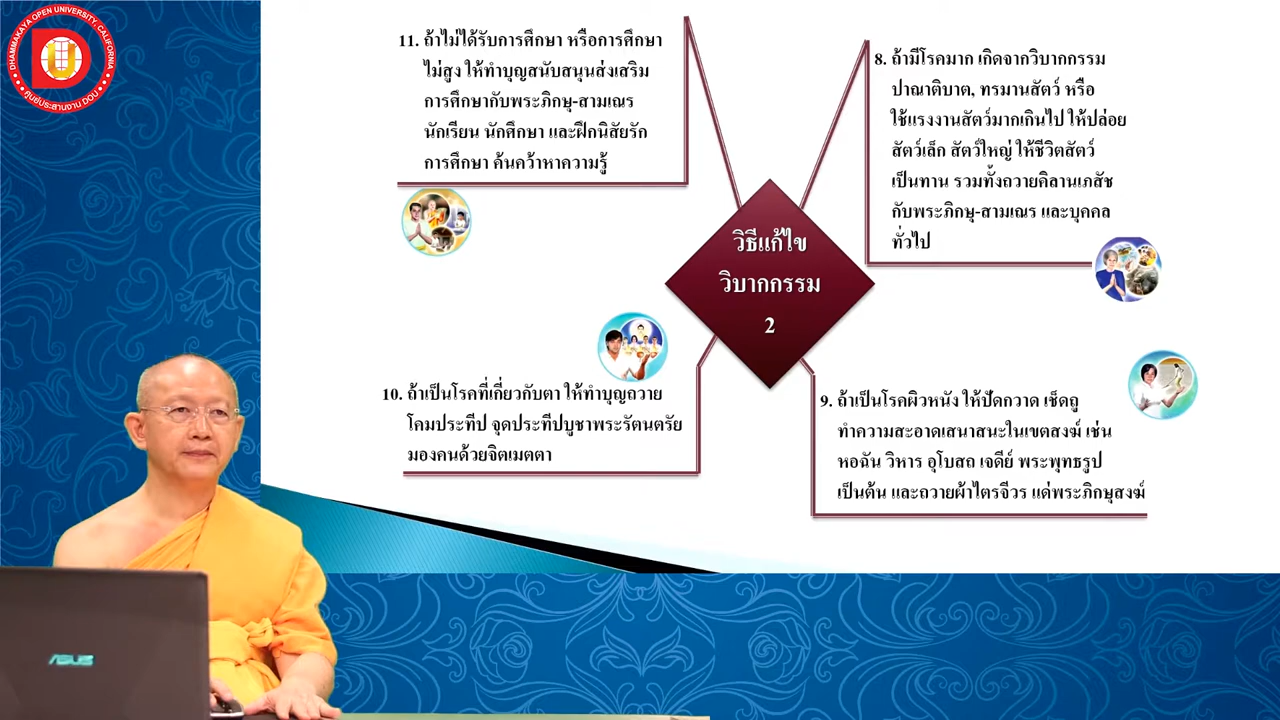 DHAMMAKAYA OPEN UNIVERSITY, CALIFORNIA
DOU
ศูนย์ประสานงาน DOU
11. ถ้าไม่ได้รับการศึกษา หรือการศึกษา
ไม่สูง ให้ทำบุญสนับสนุนส่งเสริม
การศึกษากับพระภิกษุ-สามเณร
นักเรียน นักศึกษา และฝึกนิสัยรัก
การศึกษา ค้นคว้าหาความรู้
8. ถ้ามีโรคมาก เกิดจากวิบากกรรม
ปาณาติบาต, ทรมานสัตว์ หรือ
ใช้แรงงานสัตว์มากเกินไป ให้ปล่อย
สัตว์เล็ก สัตว์ใหญ่ ให้ชีวิตสัตว์
เป็นทาน รวมทั้งถวายคิลานเภสัช
กับพระภิกษุ-สามเณร และบุคคล
ทั่วไป
วิธีแก้ไข
วิบากกรรม
2
10. ถ้าเป็นโรคที่เกี่ยวกับตา ให้ทำบุญถวาย
โคมประทีป จุดประทีปบูชาพระรัตนตรัย
มองคนด้วยจิตเมตตา
9. ถ้าเป็นโรคผิวหนัง ให้ปัดกวาด เช็ดถู
ทำความสะอาดเสนาสนะในเขตสงฆ์ เช่น
หอฉัน วิหาร อุโบสถ เจดีย์ พระพุทธรูป
เป็นต้น และถวายผ้าไตรจีวร แด่พระภิกษุสงฆ์
ASUS